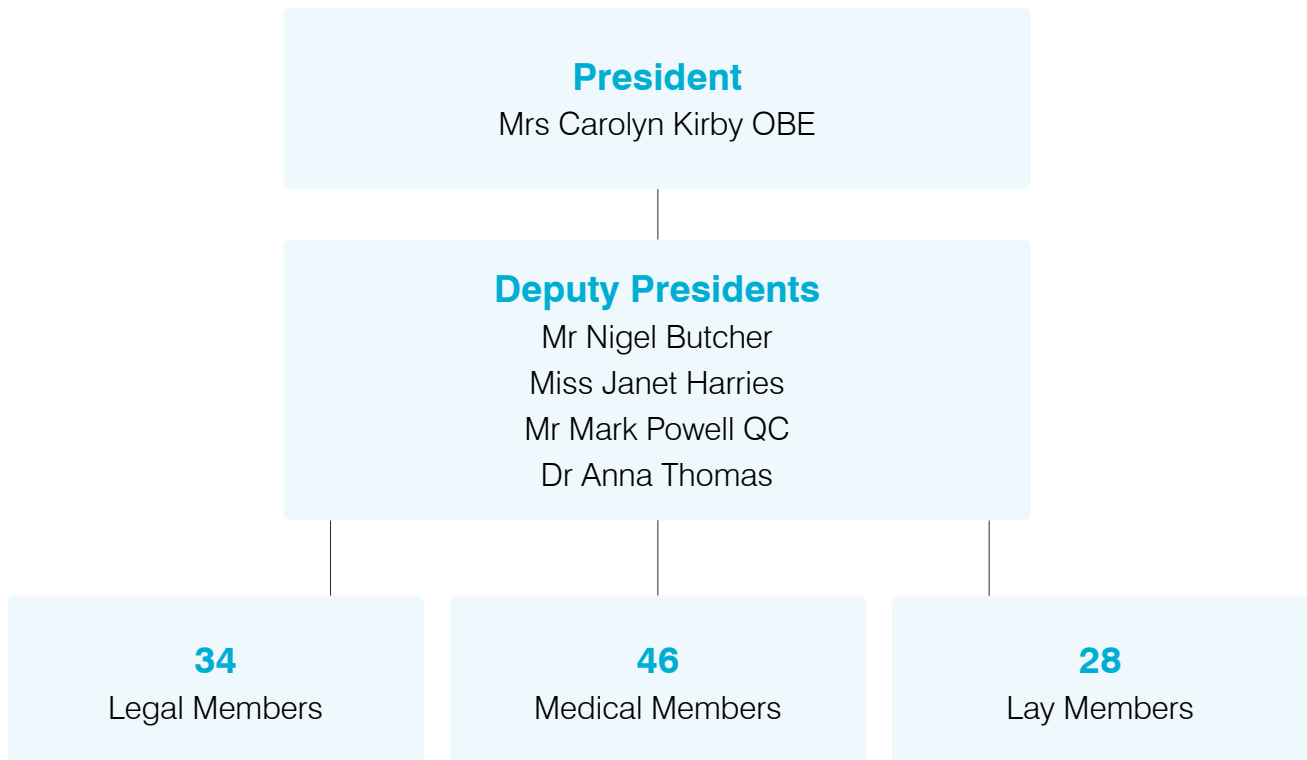 President
Mrs Carolyn Kirby OBE
Deputy Presidents
Mr Nigel Butcher
Miss Janet Harries
Mr Mark Powell QC
Dr Anna Thomas
34
Legal Members
46
Medical Members
28
Lay Members